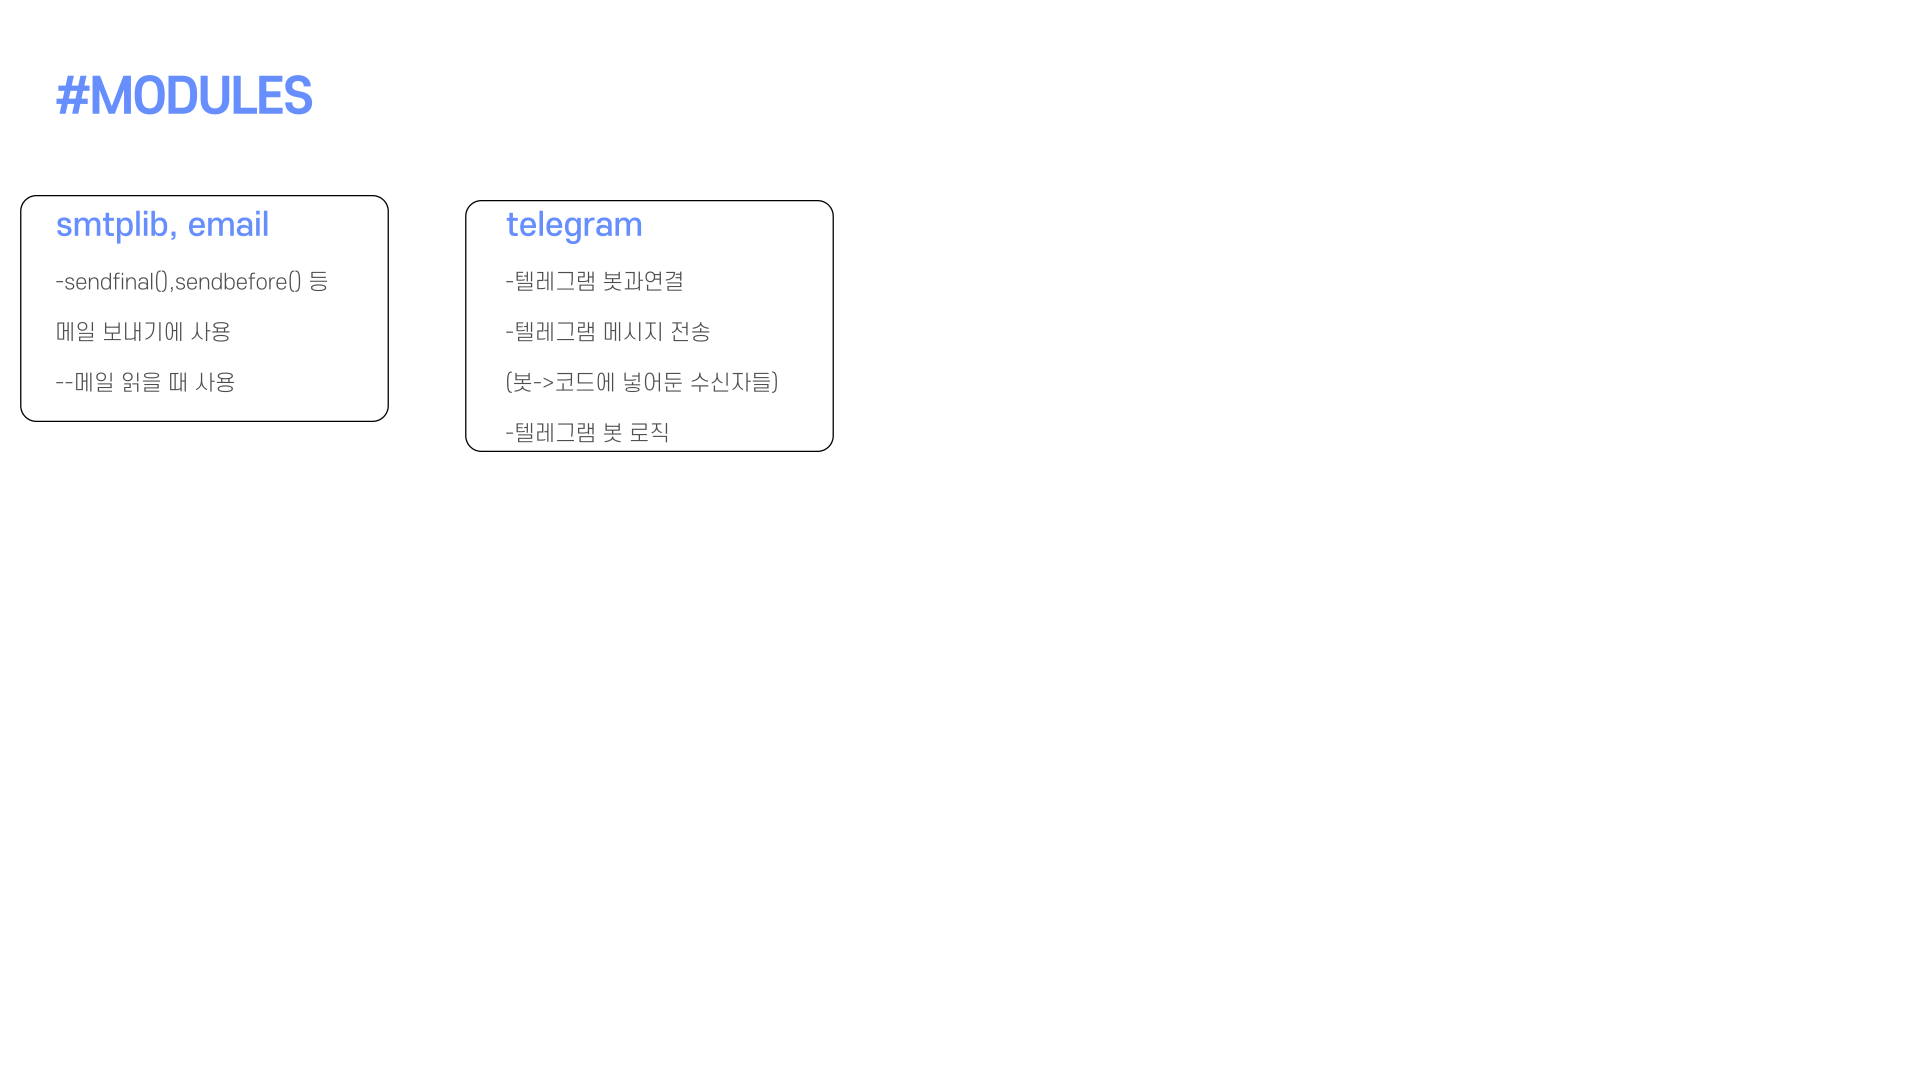 #MODULES
smtplib, email
-sendfinal(),sendbefore() 등
메일 보내기에 사용
--메일 읽을 때 사용
telegram
-텔레그램 봇과연결
-텔레그램 메시지 전송
(봇->코드에 넣어둔 수신자들)
-텔레그램 봇 로직